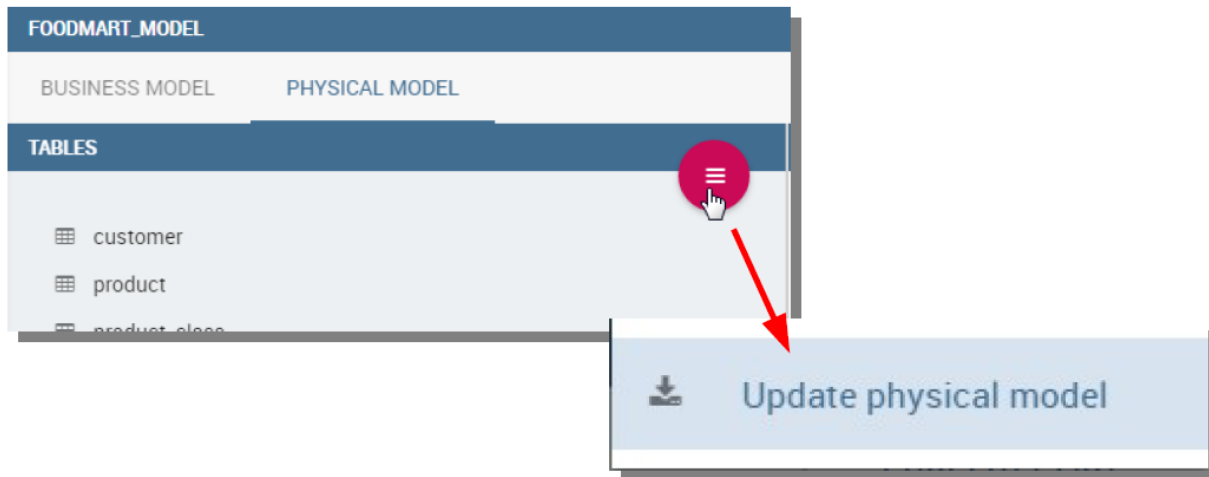 FOODMART_MODEL
BUSINESS MODEL PHYSICAL MODEL
TABLES
customer
product
Update physical model